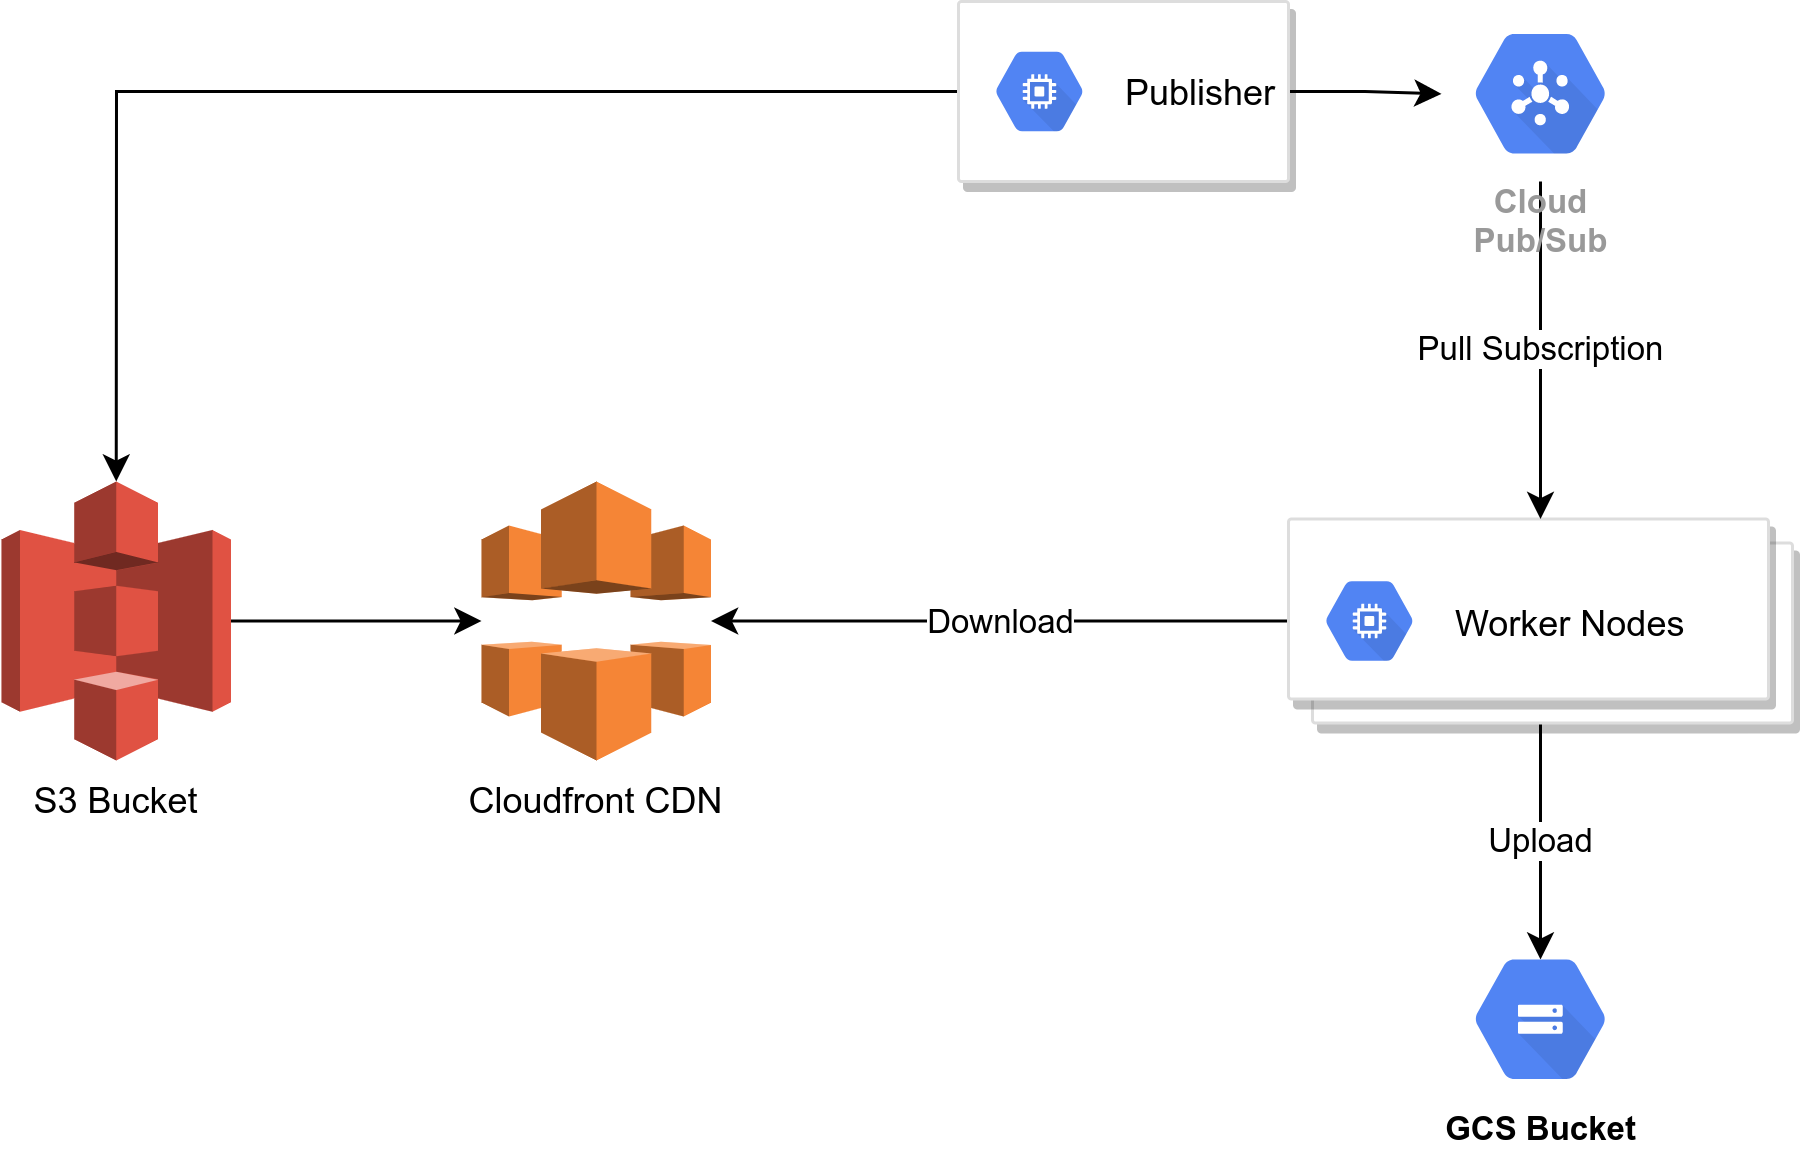 Publisher
Cloud
Pub/Sub
Pull Subscription
Download
Worker Nodes
S3 Bucket
Cloudfront CDN
Upload
GCS Bucket